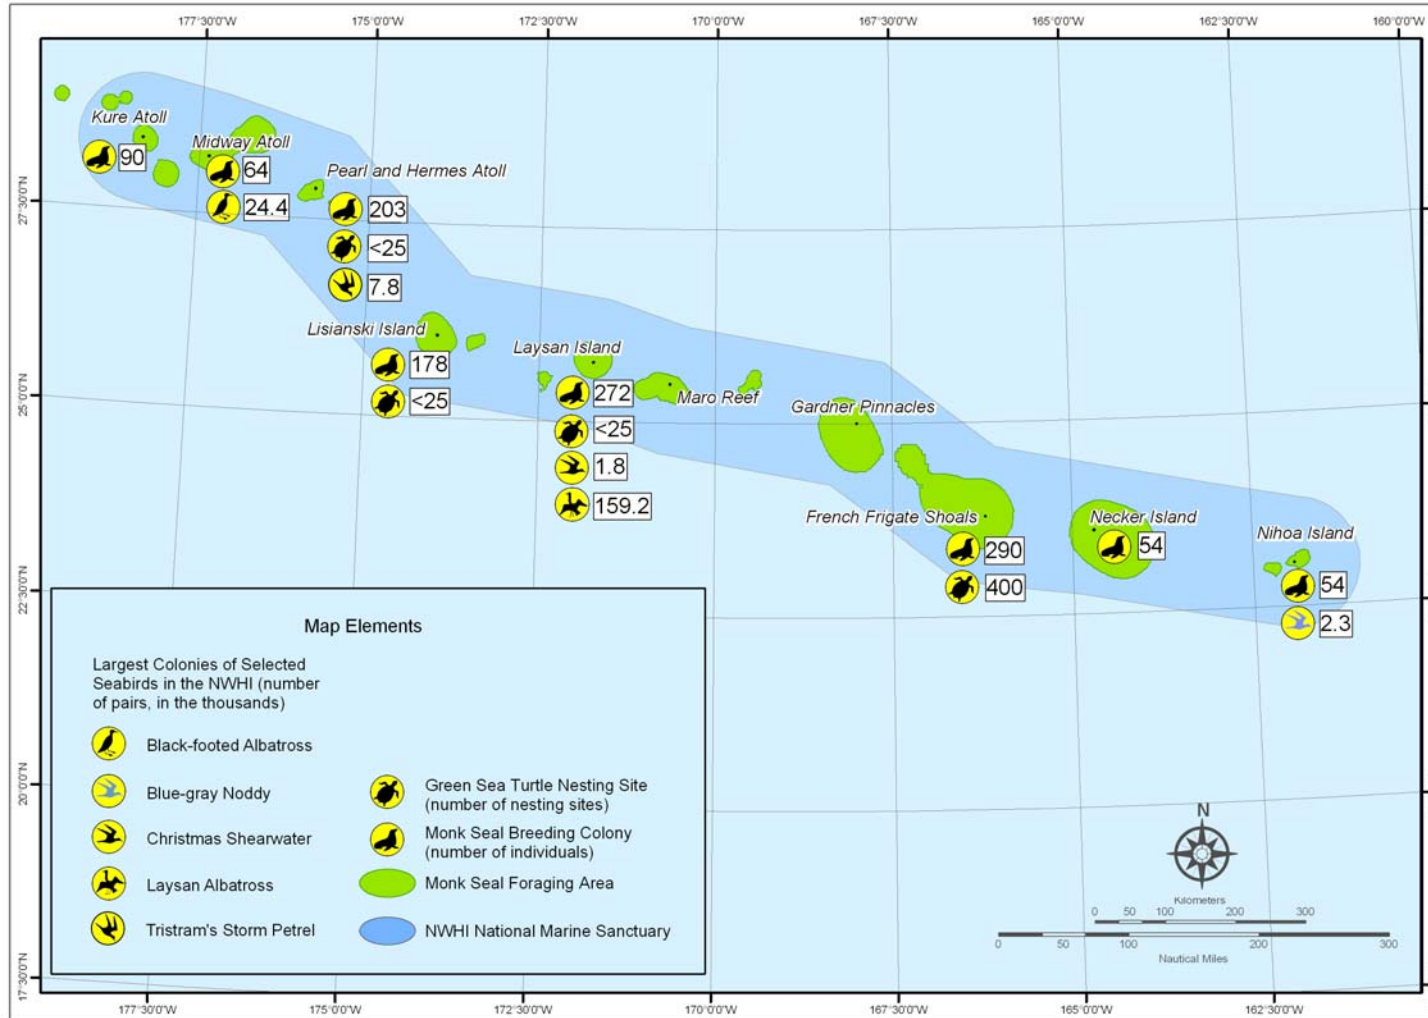 177°30'0"W
175°0'0"W
172°30'0"W
170°0'0"W
167°30'0"W
165°0'0"W
162°30'0"W
160°0'0"W
Kure Atoll
90
Midway Atoll
64
24.4
Pearl and Hermes Atoll
203
<25
7.8
27°30'0"N
Lisianski Island
178
<25
Laysan Island
272
<25
1.8
159.2
Maro Reef
Gardner Pinnacles
25°0'0"N
French Frigate Shoals
290
400
Necker Island
54
Nihoa Island
54
2.3
22°30'0"N
20°0'0"N
17°30'0"N
Map Elements
Largest Colonies of Selected
Seabirds in the NWHI (number
of pairs, in the thousands)
Black-footed Albatross
Blue-gray Noddy
Christmas Shearwater
Laysan Albatross
Tristram's Storm Petrel
Green Sea Turtle Nesting Site
(number of nesting sites)
Monk Seal Breeding Colony
(number of individuals)
Monk Seal Foraging Area
NWHI National Marine Sanctuary
N
Kilometers
0 50 100 200 300
0 50 100 200 300
Nautical Miles
177°30'0"W
175°0'0"W
172°30'0"W
170°0'0"W
167°30'0"W
165°0'0"W
162°30'0"W